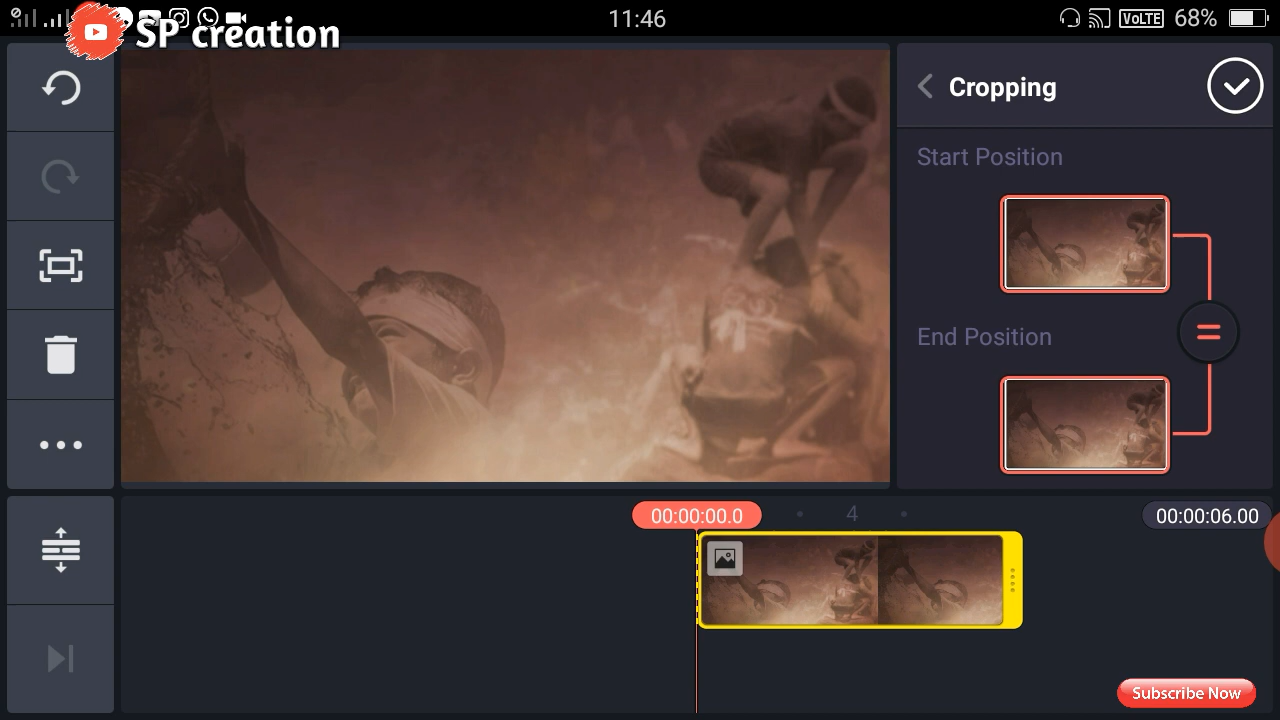 11:46
VoLTE 68%
SP creation
Cropping
Start Position
End Position
00:00:00.0
4
00:00:06.00
Subscribe Now